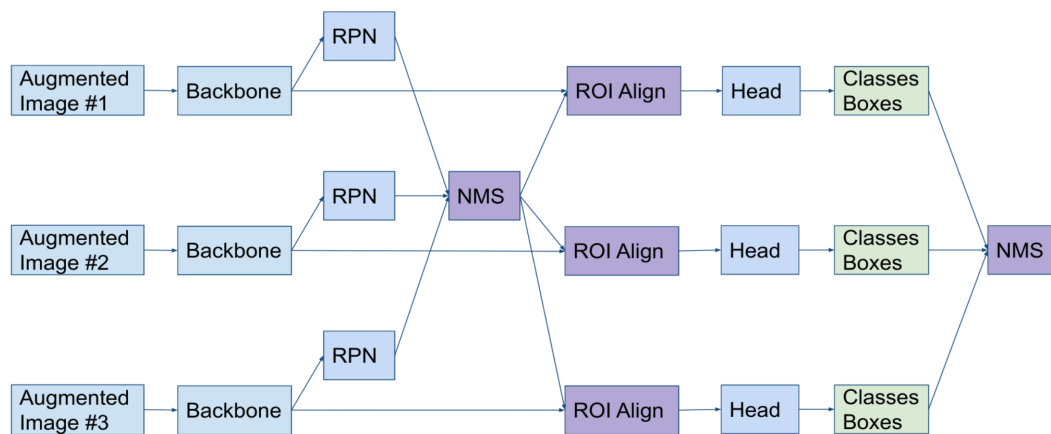 RPN
Augmented
Image #1
Backbone
ROI Align
Head
Classes
Boxes
RPN
NMS
Augmented
Image #2
Backbone
ROI Align
Head
Classes
Boxes
NMS
RPN
Augmented
Image #3
Backbone
ROI Align
Head
Classes
Boxes